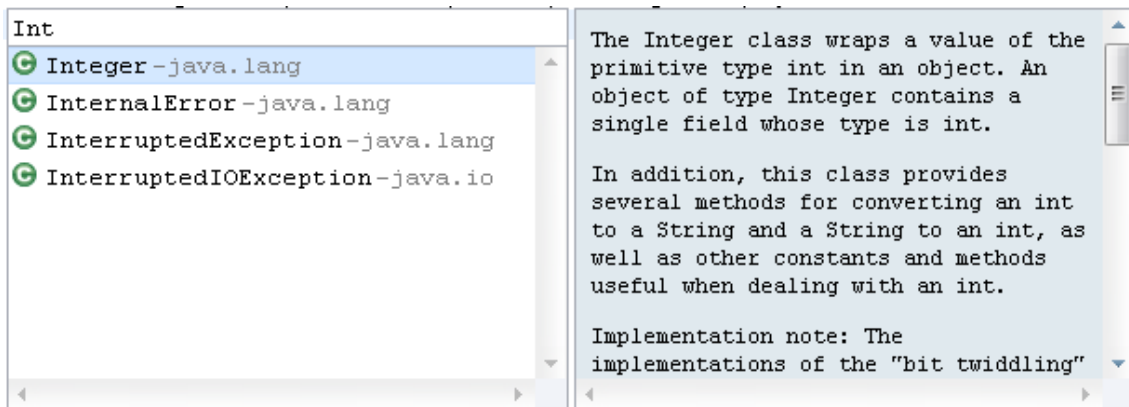 Int
Integer - java.lang
InternalError - java.lang
InterruptedException - java.lang
InterruptedIOException - java.io
The Integer class wraps a value of the
primitive type int in an object. An
object of type Integer contains a
single field whose type is int.
In addition, this class provides
several methods for converting an int
to a String and a String to an int, as
well as other constants and methods
useful when dealing with an int.
Implementation note: The
implementations of the "bit twiddling"